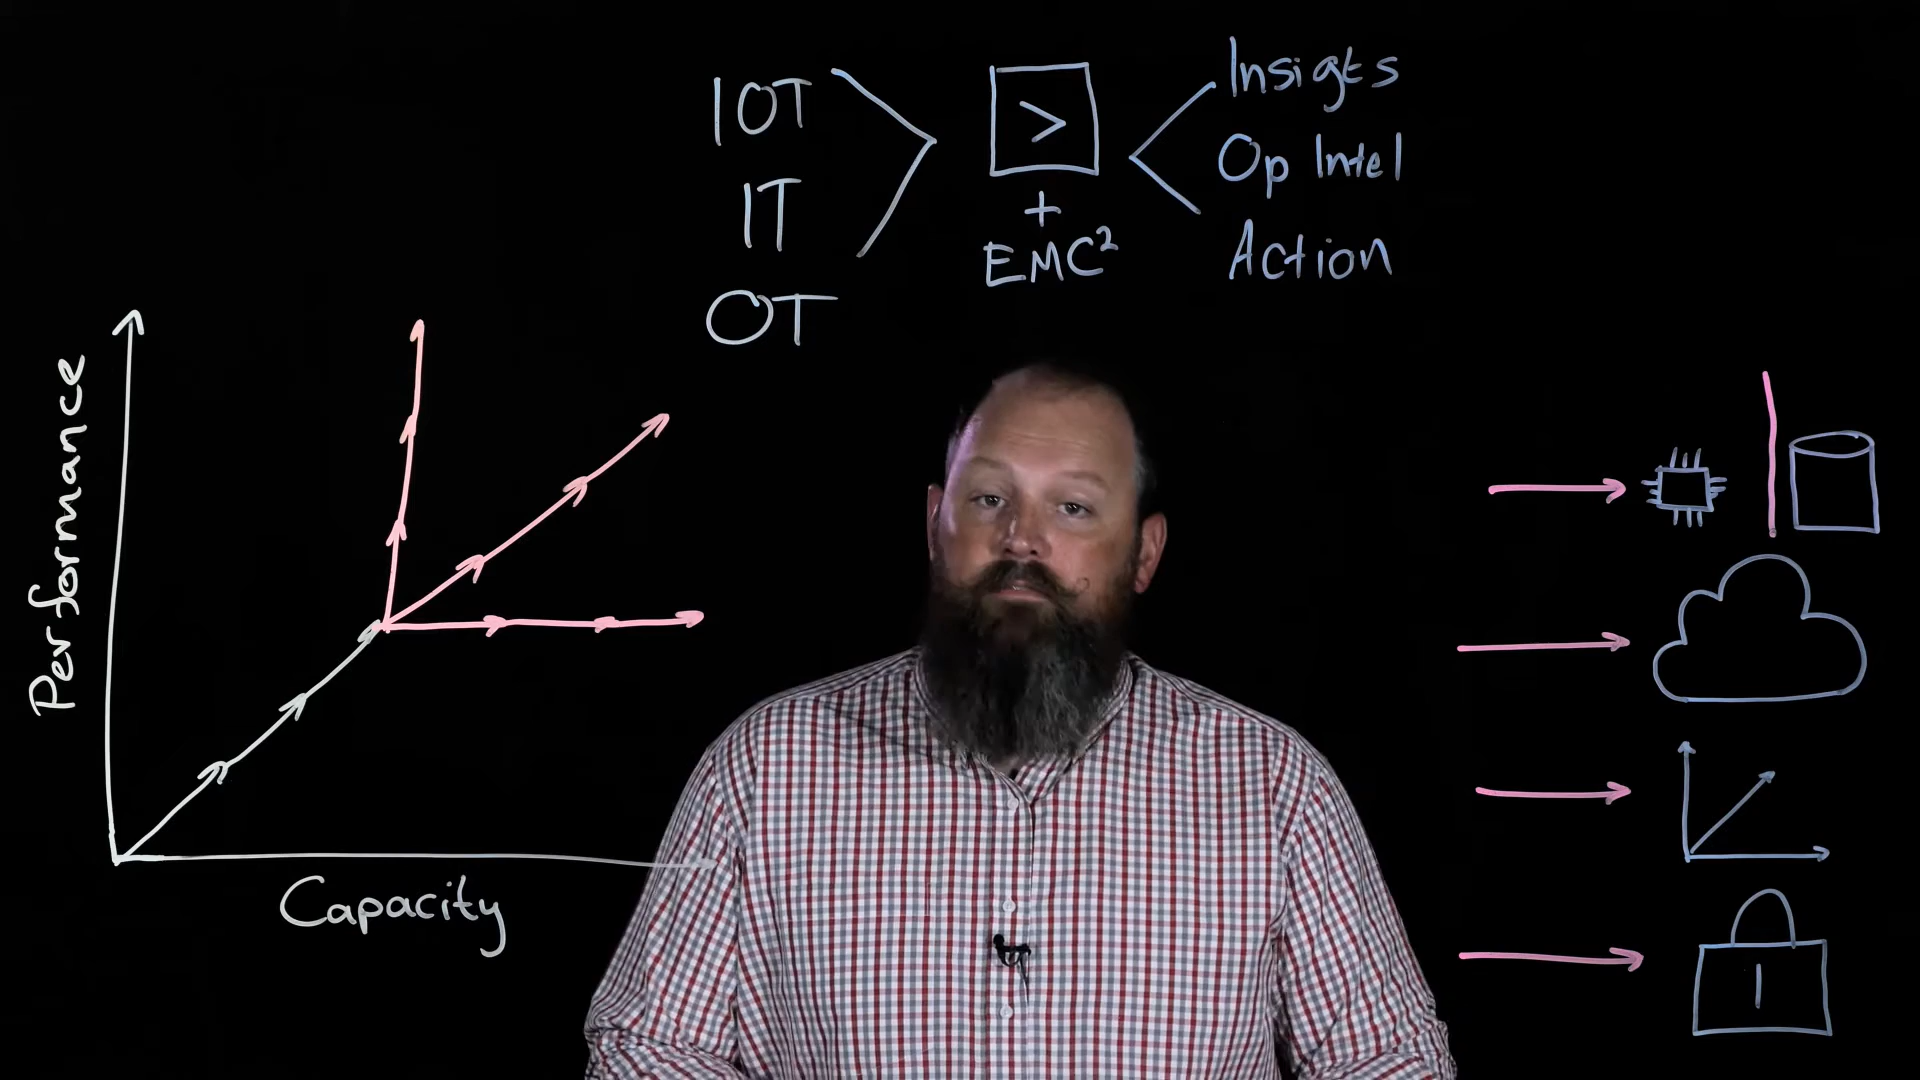 IOT
IT
OT
>
+
EMC²
Insigts
Op Intel
Action
Performance
Capacity